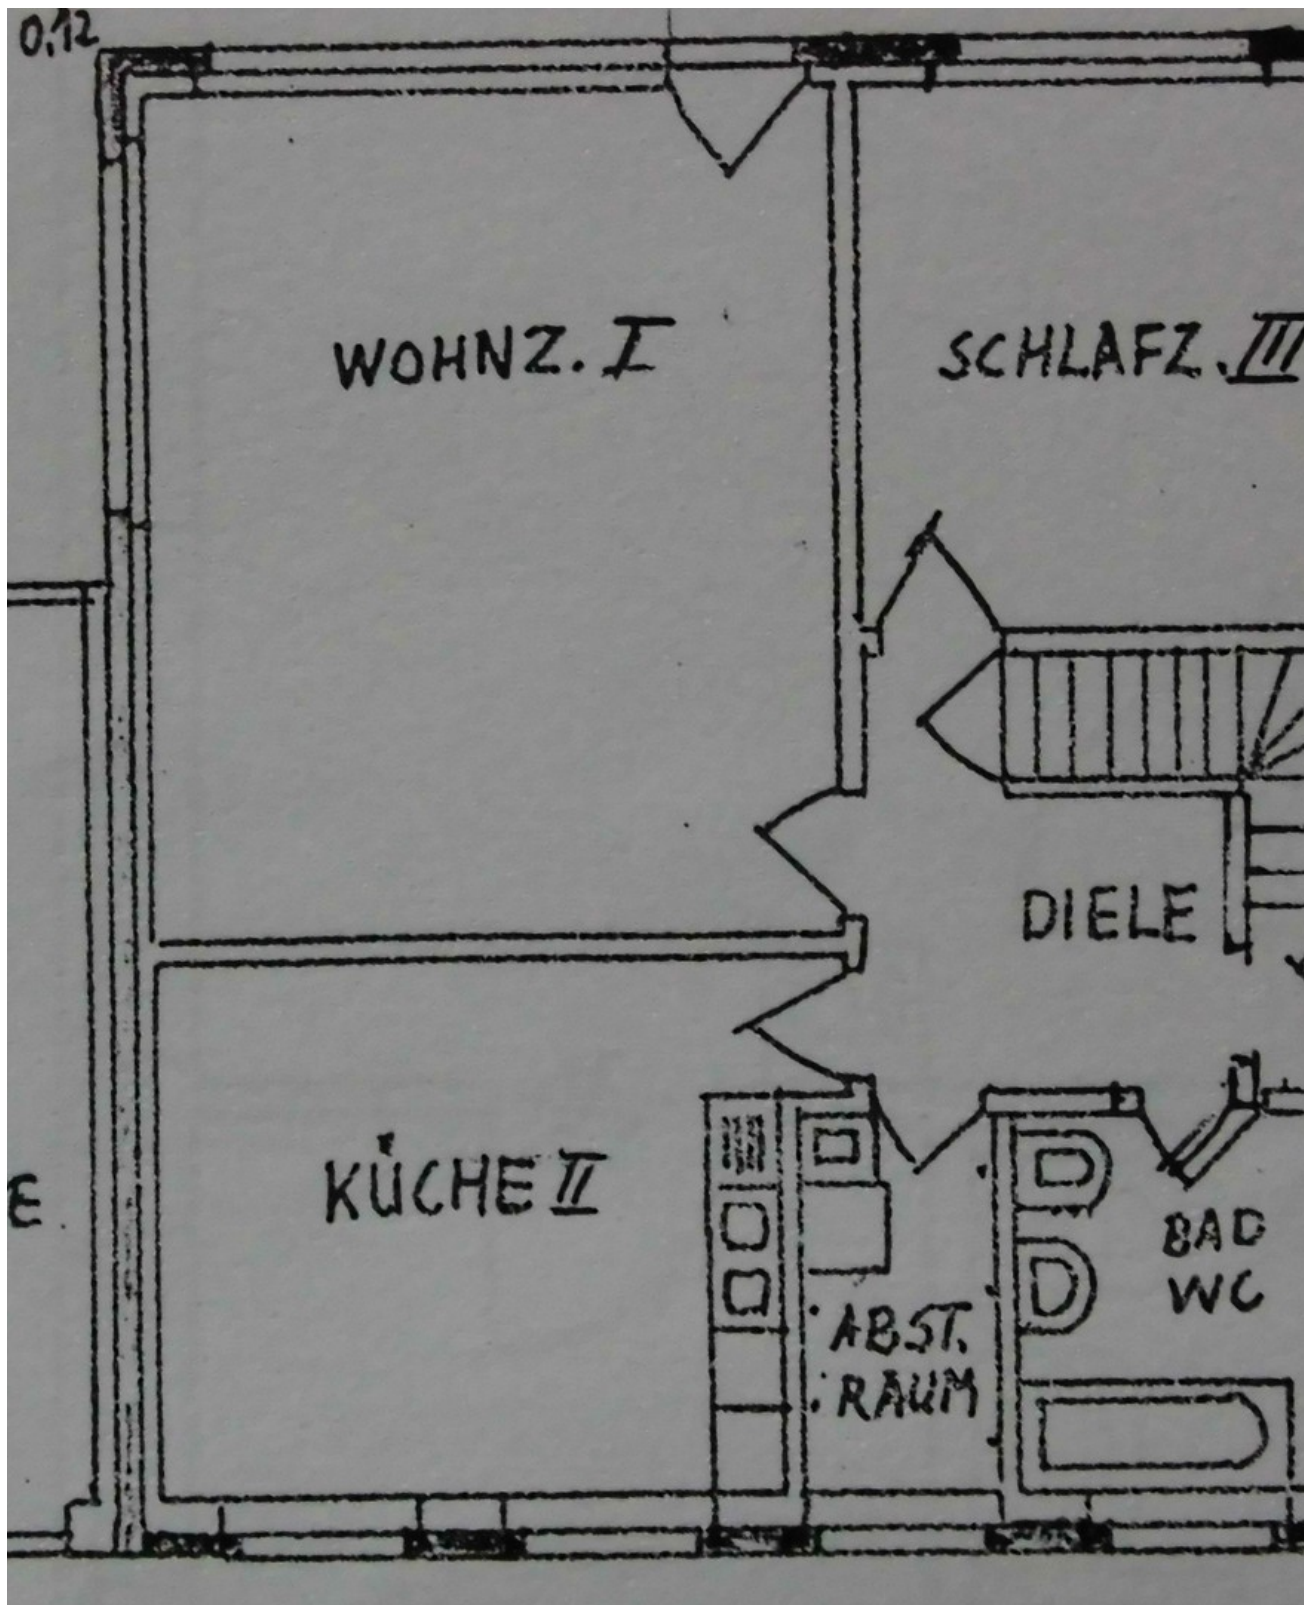 0,12
WOHNZ. I
SCHLAFZ. III
DIELE
KÜCHE II
E
BAD
WC
ABST.
RAUM